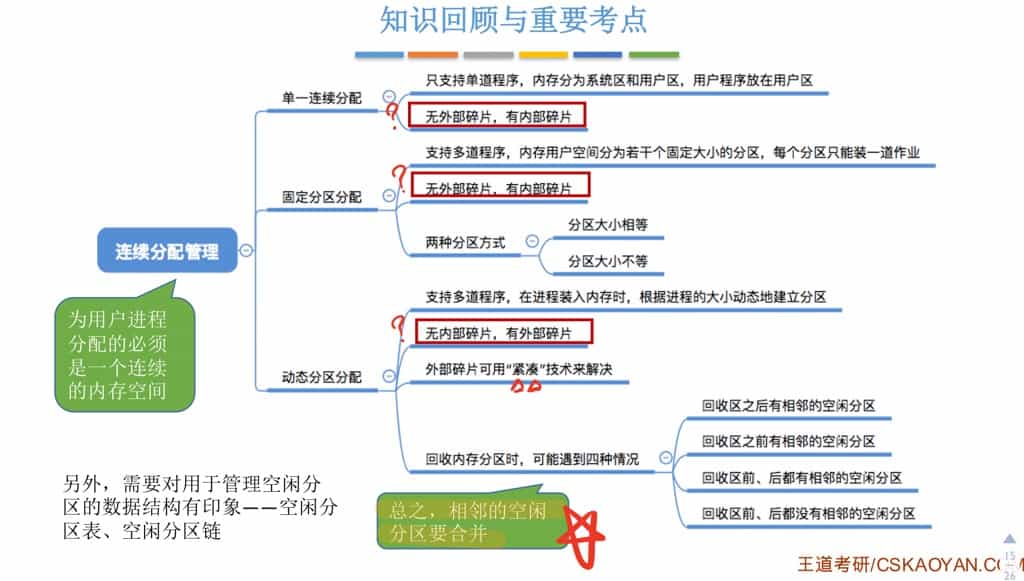 知识回顾与重要考点
单一连续分配
只支持单道程序，内存分为系统区和用户区，用户程序放在用户区
?
无外部碎片，有内部碎片
固定分区分配
支持多道程序，内存用户空间分为若干个固定大小的分区，每个分区只能装一道作业
?
无外部碎片，有内部碎片
两种分区方式
分区大小相等
分区大小不等
连续分配管理
为用户进程
分配的必须
是一个连续
的内存空间
动态分区分配
支持多道程序，在进程装入内存时，根据进程的大小动态地建立分区
?
无内部碎片，有外部碎片
外部碎片可用“紧凑”技术来解决
回收内存分区时，可能遇到四种情况
回收区之后有相邻的空闲分区
回收区之前有相邻的空闲分区
回收区前、后都有相邻的空闲分区
回收区前、后都没有相邻的空闲分区
总之，相邻的空闲
分区要合并
另外，需要对用于管理空闲分
区的数据结构有印象——空闲分
区表、空闲分区链
王道考研/CSKAOYAN.COM
15
26